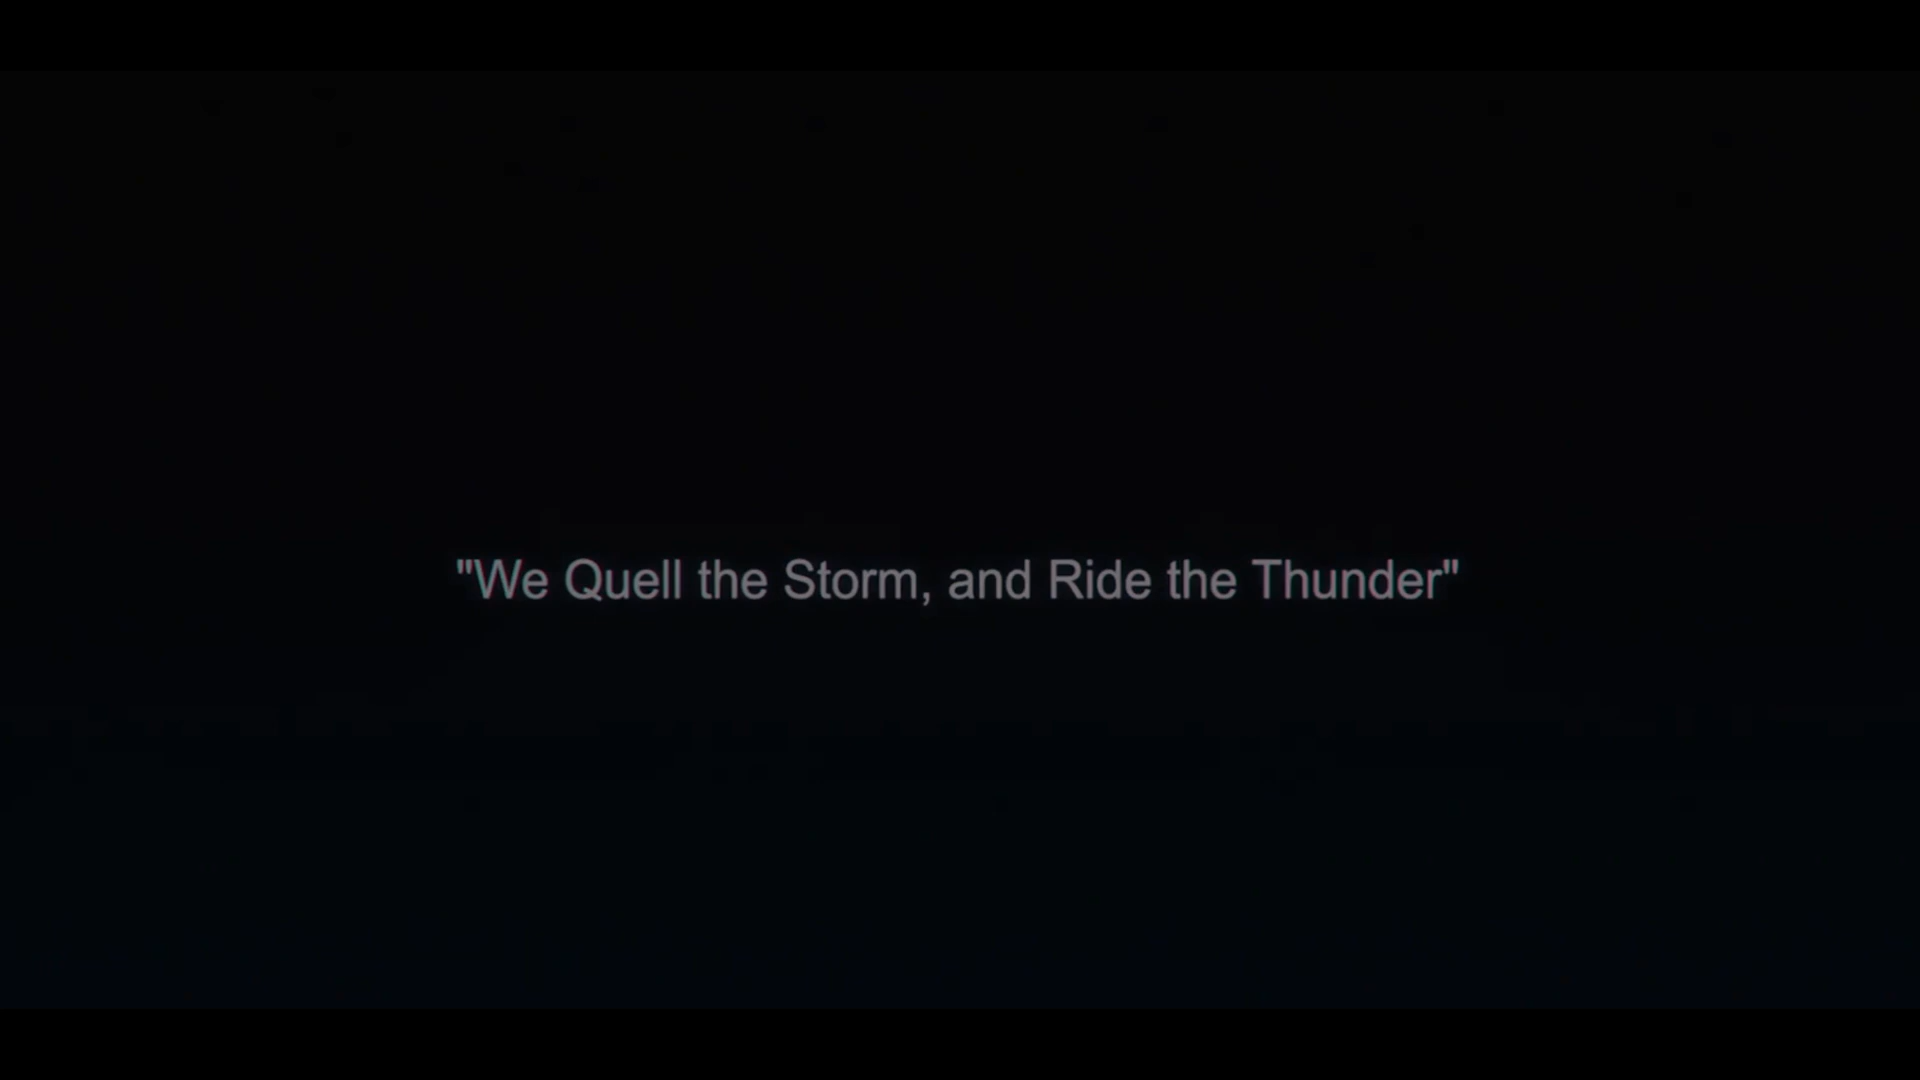 "We Quell the Storm, and Ride the Thunder"